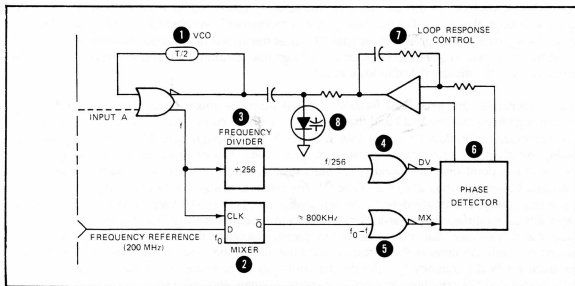 1 VCO
T/2
7 LOOP RESPONSE
CONTROL
INPUT A
f
3
FREQUENCY
DIVIDER
÷256
f/256
8
4
DV
6
PHASE
DETECTOR
CLK
D
Q̅
≈ 800KHz
f₀-f
MX
5
FREQUENCY REFERENCE
(200 MHz)
f₀
MIXER
2